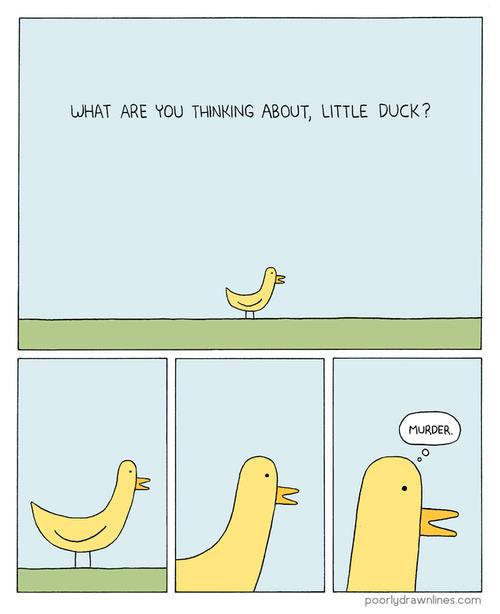 WHAT ARE YOU THINKING ABOUT, LITTLE DUCK?
MURDER.
poorlydrawnlines.com